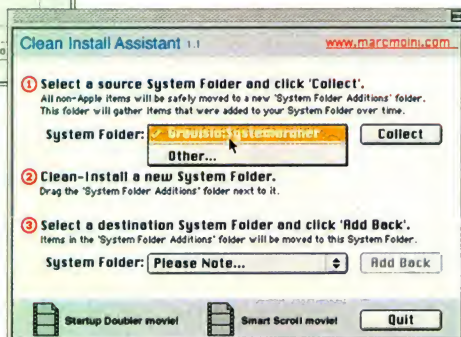 Clean Install Assistant 1.1
www.marcmoini.com
1 Select a source System Folder and click 'Collect'.
All non-Apple items will be safely moved to a new 'System Folder Additions' folder.
This folder will gather items that were added to your System Folder over time.
System Folder: ✓ Collect
Other...
2 Clean-Install a new System Folder.
Drag the 'System Folder Additions' folder next to it.
3 Select a destination System Folder and click 'Add Back'.
Items in the 'System Folder Additions' folder will be moved to this System Folder.
System Folder: Please Note... Add Back
Startup Doubler movie! Smart Scroll movie! Quit